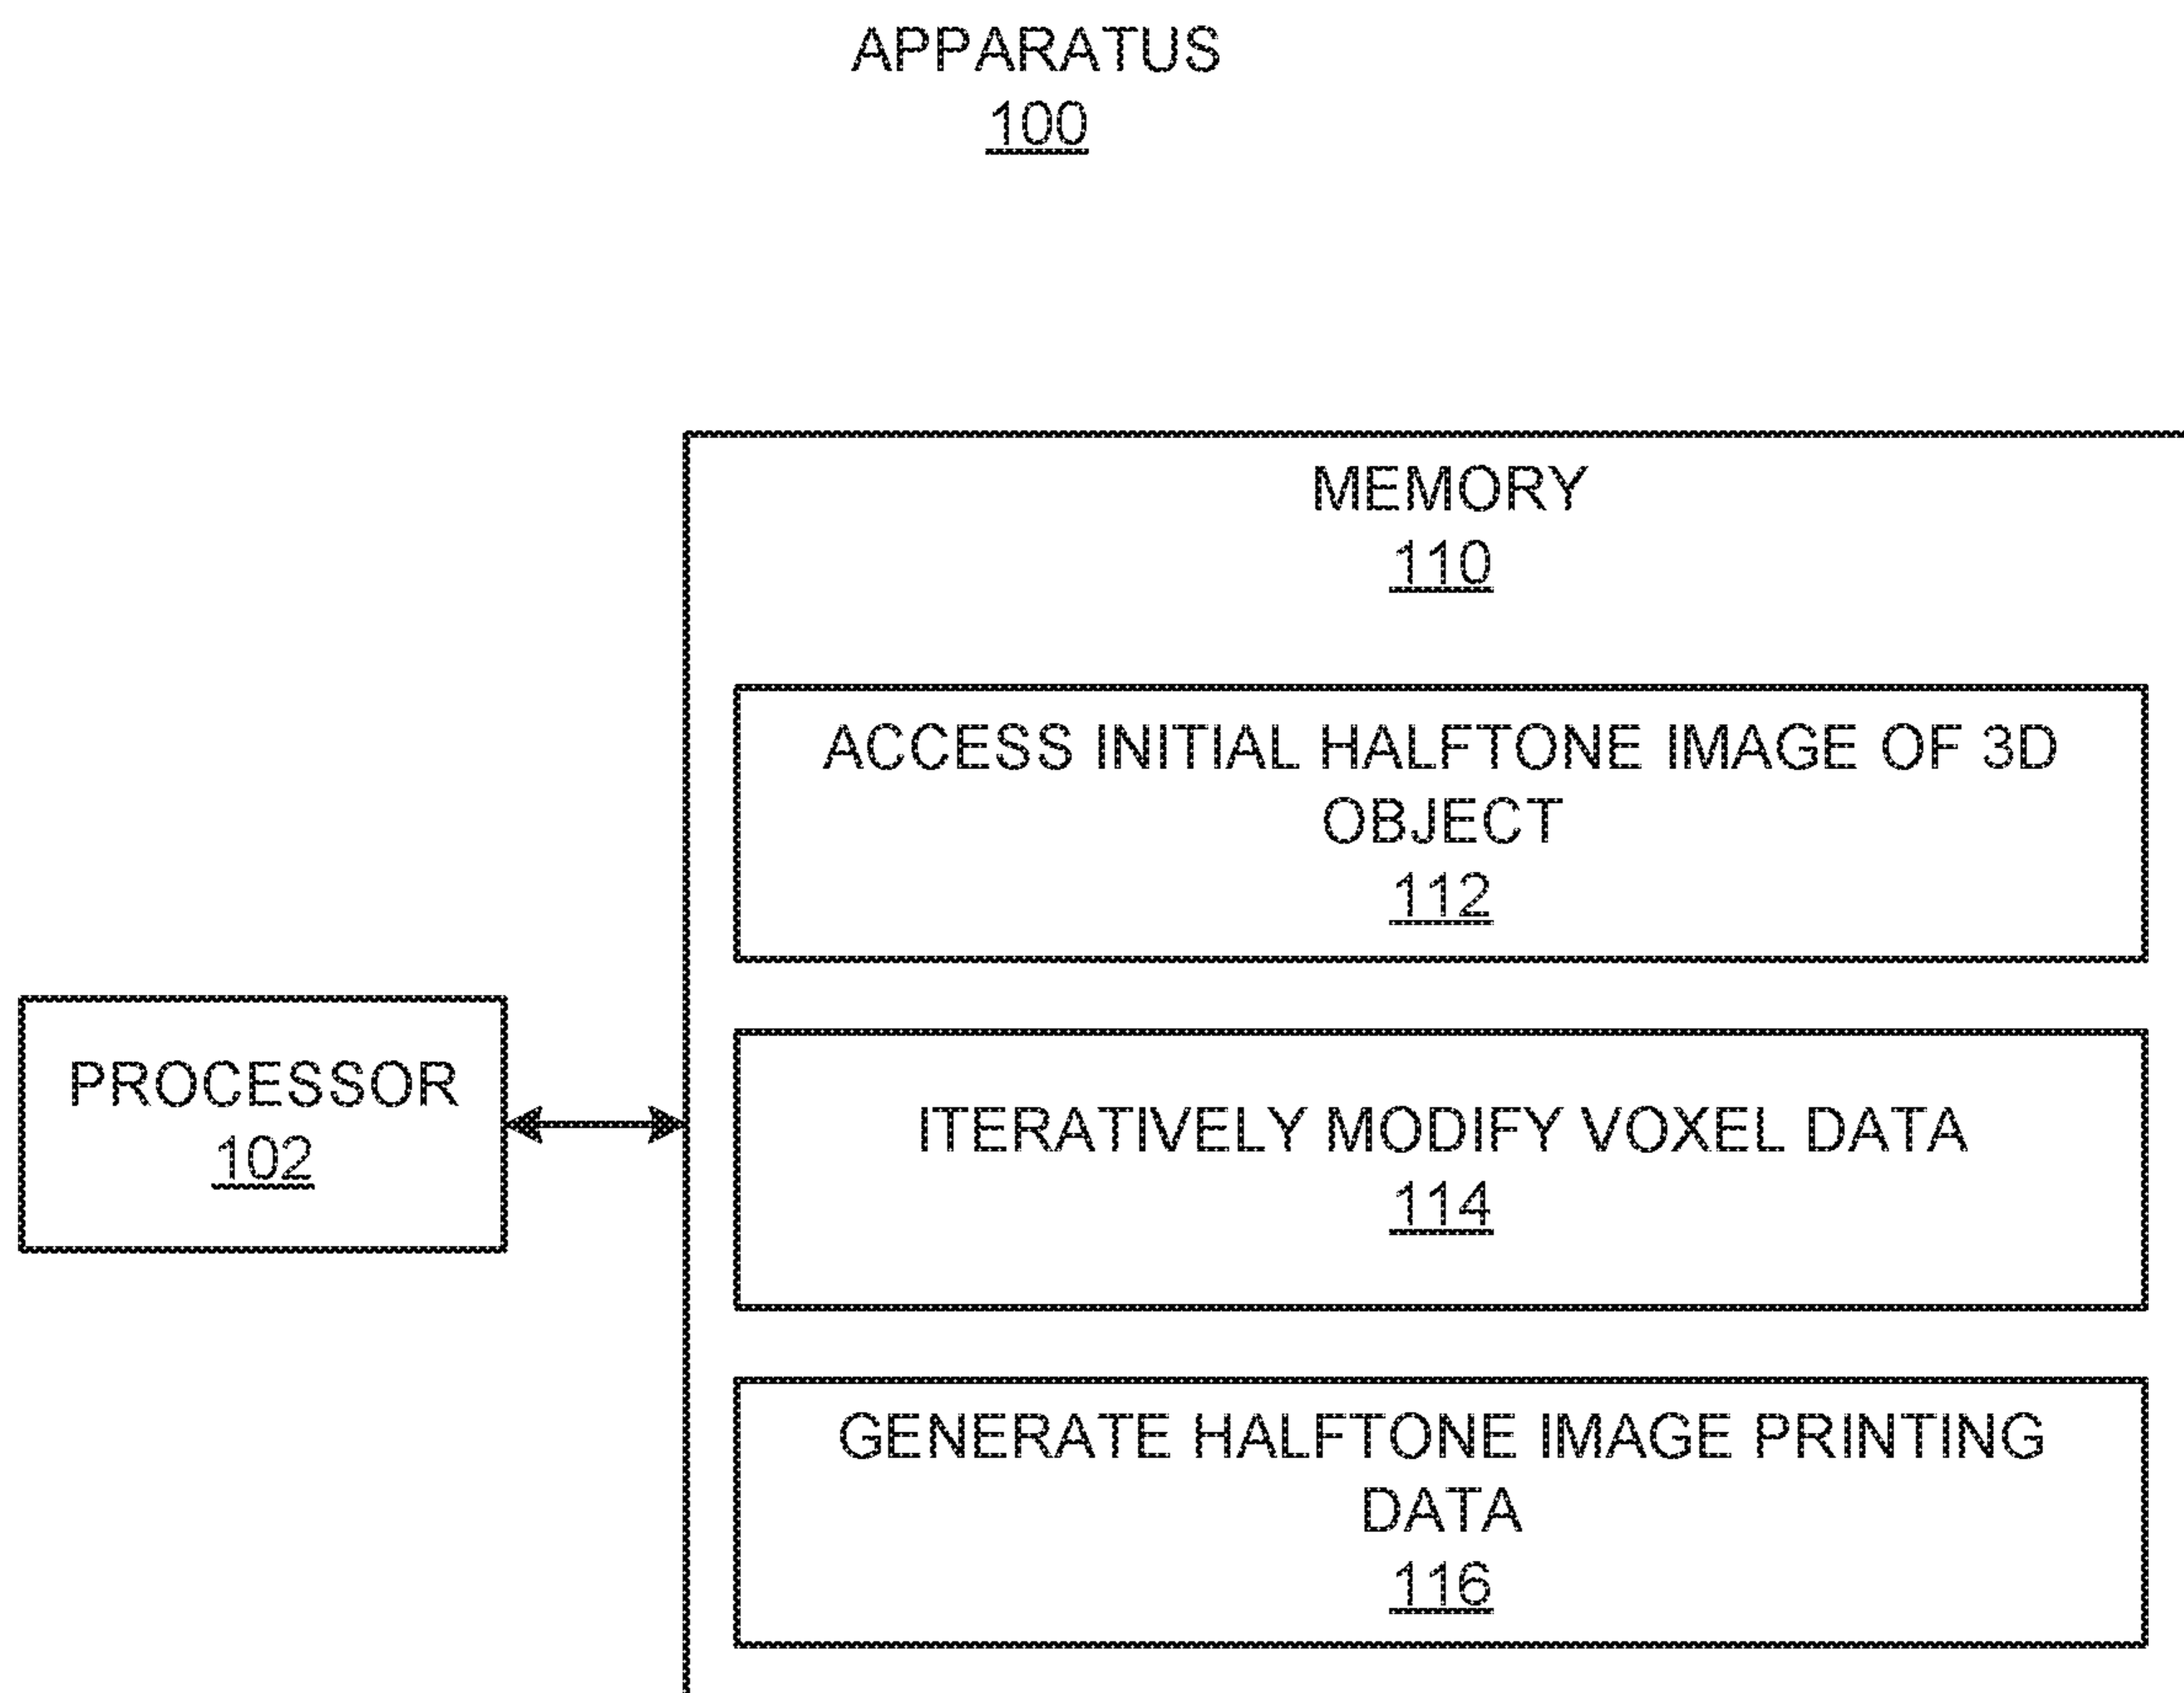 APPARATUS
100
MEMORY
110
ACCESS INITIAL HALFTONE IMAGE OF 3D
OBJECT
112
PROCESSOR
102
ITERATIVELY MODIFY VOXEL DATA
114
GENERATE HALFTONE IMAGE PRINTING
DATA
116